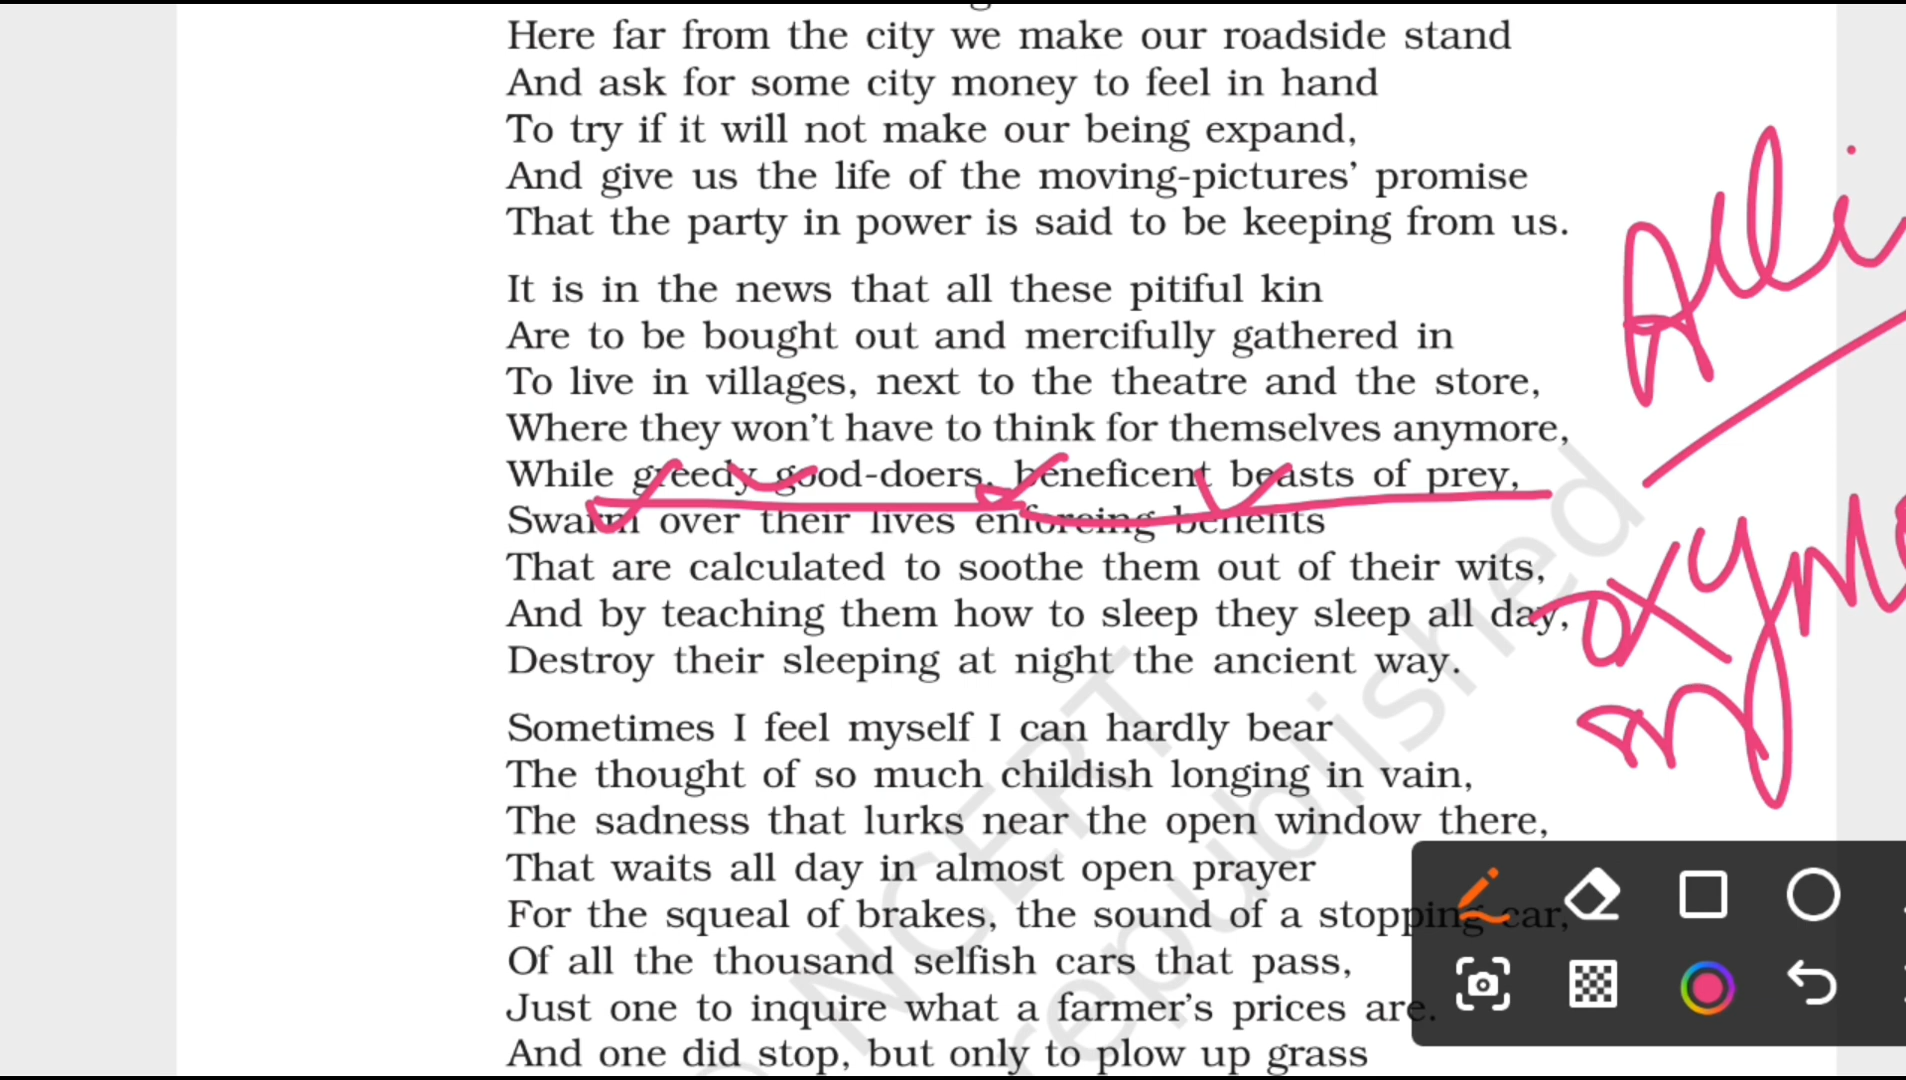 Here far from the city we make our roadside stand
And ask for some city money to feel in hand
To try if it will not make our being expand,
And give us the life of the moving-pictures’ promise
That the party in power is said to be keeping from us.
It is in the news that all these pitiful kin
Are to be bought out and mercifully gathered in
To live in villages, next to the theatre and the store,
Where they won’t have to think for themselves anymore,
While greedy good-doers, beneficent beasts of prey,
Swarm over their lives enforcing benefits
That are calculated to soothe them out of their wits,
And by teaching them how to sleep they sleep all day,
Destroy their sleeping at night the ancient way.
Sometimes I feel myself I can hardly bear
The thought of so much childish longing in vain,
The sadness that lurks near the open window there,
That waits all day in almost open prayer
For the squeal of brakes, the sound of a stopping car,
Of all the thousand selfish cars that pass,
Just one to inquire what a farmer’s prices are.
And one did stop, but only to plow up grass
Alli
oxymo
NCERT
republished